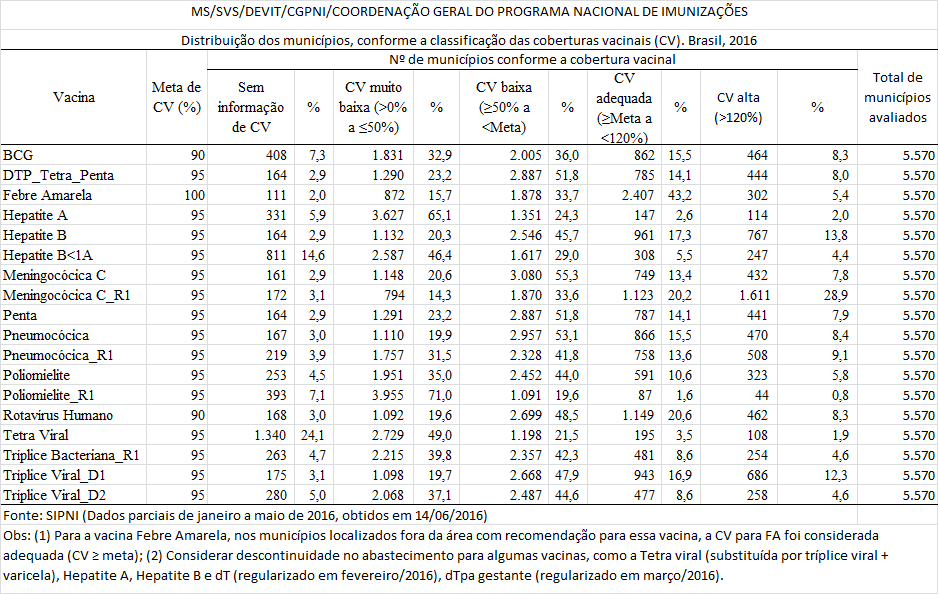 MS/SVS/DEVIT/CGPNI/COORDENAÇÃO GERAL DO PROGRAMA NACIONAL DE IMUNIZAÇÕES
Distribuição dos municípios, conforme a classificação das coberturas vacinais (CV). Brasil, 2016
Vacina
Meta de
CV (%)
Nº de municípios conforme a cobertura vacinal
Sem
informação
de CV
%
CV muito
baixa (>0%
a ≤50%)
%
CV baixa
(≥50% a
<Meta)
%
CV
adequada
(≥Meta a
<120%)
%
CV alta
(>120%)
%
Total de
municípios
avaliados
BCG 90 408 7,3 1.831 32,9 2.005 36,0 862 15,5 464 8,3 5.570
DTP_Tetra_Penta 95 164 2,9 1.290 23,2 2.887 51,8 785 14,1 444 8,0 5.570
Febre Amarela 100 111 2,0 872 15,7 1.878 33,7 2.407 43,2 302 5,4 5.570
Hepatite A 95 331 5,9 3.627 65,1 1.351 24,3 147 2,6 114 2,0 5.570
Hepatite B 95 164 2,9 1.132 20,3 2.546 45,7 961 17,3 767 13,8 5.570
Hepatite B<1A 95 811 14,6 2.587 46,4 1.617 29,0 308 5,5 247 4,4 5.570
Meningocócica C 95 161 2,9 1.148 20,6 3.080 55,3 749 13,4 432 7,8 5.570
Meningocócica C_R1 95 172 3,1 794 14,3 1.870 33,6 1.123 20,2 1.611 28,9 5.570
Penta 95 164 2,9 1.291 23,2 2.887 51,8 787 14,1 441 7,9 5.570
Pneumocócica 95 167 3,0 1.110 19,9 2.957 53,1 866 15,5 470 8,4 5.570
Pneumocócica_R1 95 219 3,9 1.757 31,5 2.328 41,8 758 13,6 508 9,1 5.570
Poliomielite 95 253 4,5 1.951 35,0 2.452 44,0 591 10,6 323 5,8 5.570
Poliomielite_R1 95 393 7,1 3.955 71,0 1.091 19,6 87 1,6 44 0,8 5.570
Rotavirus Humano 90 168 3,0 1.092 19,6 2.699 48,5 1.149 20,6 462 8,3 5.570
Tetra Viral 95 1.340 24,1 2.729 49,0 1.198 21,5 195 3,5 108 1,9 5.570
Triplice Bacteriana_R1 95 263 4,7 2.215 39,8 2.357 42,3 481 8,6 254 4,6 5.570
Triplice Viral_D1 95 175 3,1 1.098 19,7 2.668 47,9 943 16,9 686 12,3 5.570
Triplice Viral_D2 95 280 5,0 2.068 37,1 2.487 44,6 477 8,6 258 4,6 5.570
Fonte: SIPNI (Dados parciais de janeiro a maio de 2016, obtidos em 14/06/2016)
Obs: (1) Para a vacina Febre Amarela, nos municípios localizados fora da área com recomendação para essa vacina, a CV para FA foi considerada
adequada (CV ≥ meta); (2) Considerar descontinuidade no abastecimento para algumas vacinas, como a Tetra viral (substituída por tríplice viral +
varicela), Hepatite A, Hepatite B e dT (regularizado em fevereiro/2016), dTpa gestante (regularizado em março/2016).